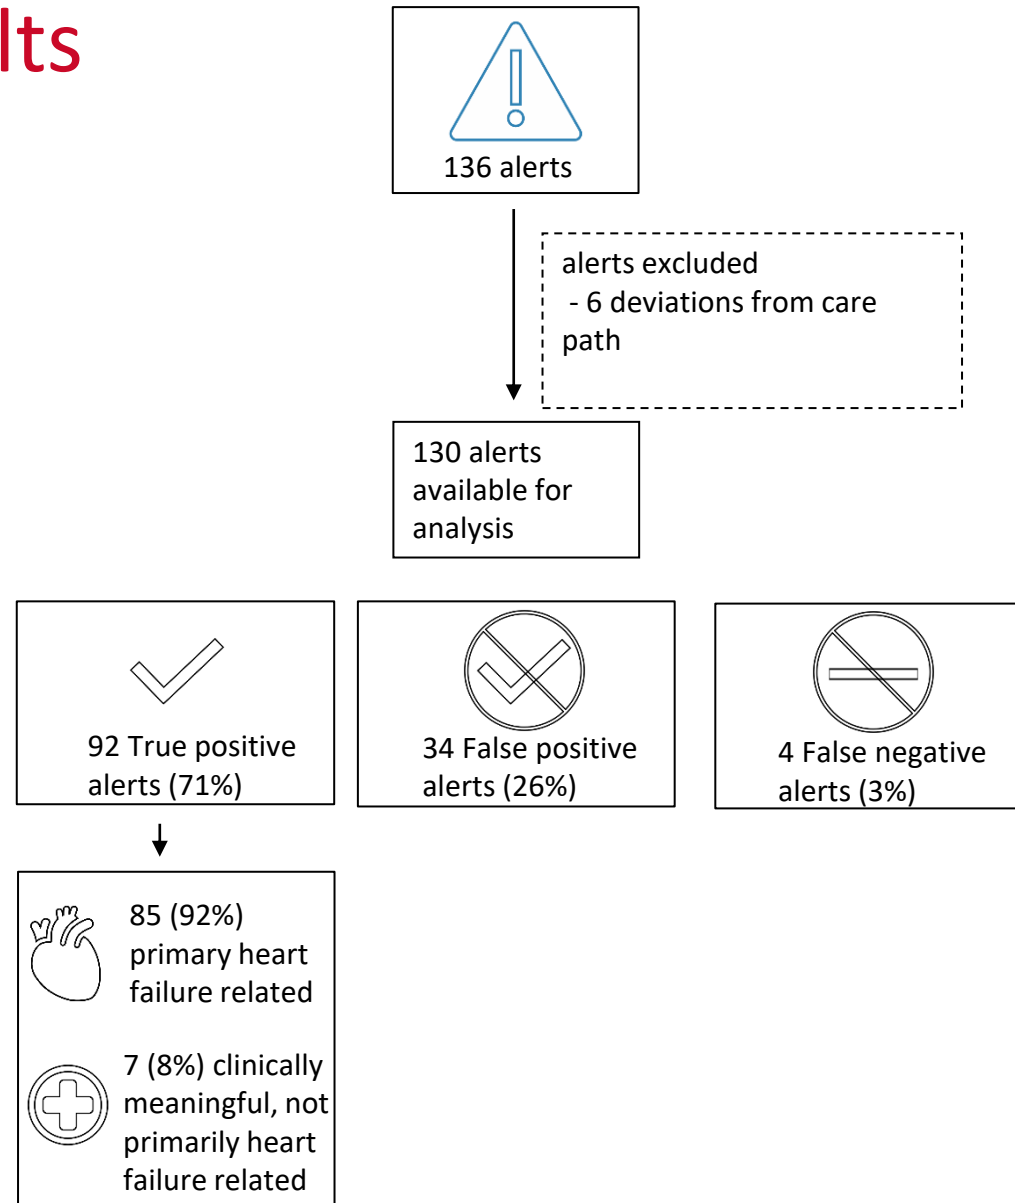 lts
136 alerts
alerts excluded
- 6 deviations from care
path
130 alerts
available for
analysis
92 True positive
alerts (71%)
34 False positive
alerts (26%)
4 False negative
alerts (3%)
85 (92%)
primary heart
failure related
7 (8%) clinically
meaningful, not
primarily heart
failure related